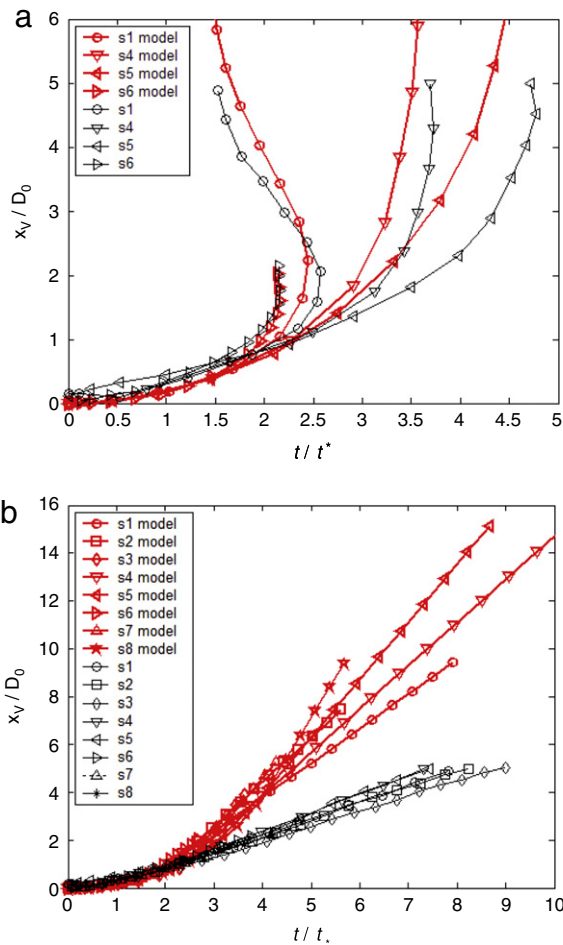 a
s1 model
s4 model
s5 model
s6 model
s1
s4
s5
s6
6
5
4
3
2
1
0
x_V / D_0
0 0.5 1 1.5 2 2.5 3 3.5 4 4.5 5
t / t*
b
s1 model
s2 model
s3 model
s4 model
s5 model
s6 model
s7 model
s8 model
s1
s2
s3
s4
s5
s6
s7
s8
16
14
12
10
8
6
4
2
0
x_V / D_0
0 1 2 3 4 5 6 7 8 9 10
t / t_*